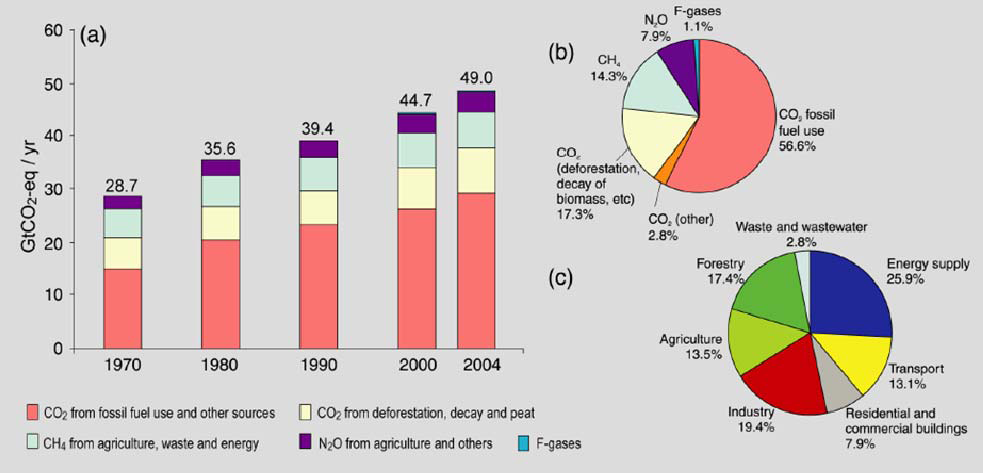 (a)
GtCO2-eq / yr
60
50
40
30
20
10
0
28.7
35.6
39.4
44.7
49.0
1970
1980
1990
2000
2004
CO2 from fossil fuel use and other sources
CO2 from deforestation, decay and peat
CH4 from agriculture, waste and energy
N2O from agriculture and others
F-gases
(b)
F-gases
1.1%
N2O
7.9%
CH4
14.3%
CO2 fossil
fuel use
56.6%
CO2
(deforestation,
decay of
biomass, etc)
17.3%
CO2 (other)
2.8%
(c)
Waste and wastewater
2.8%
Forestry
17.4%
Energy supply
25.9%
Agriculture
13.5%
Transport
13.1%
Industry
19.4%
Residential and
commercial buildings
7.9%